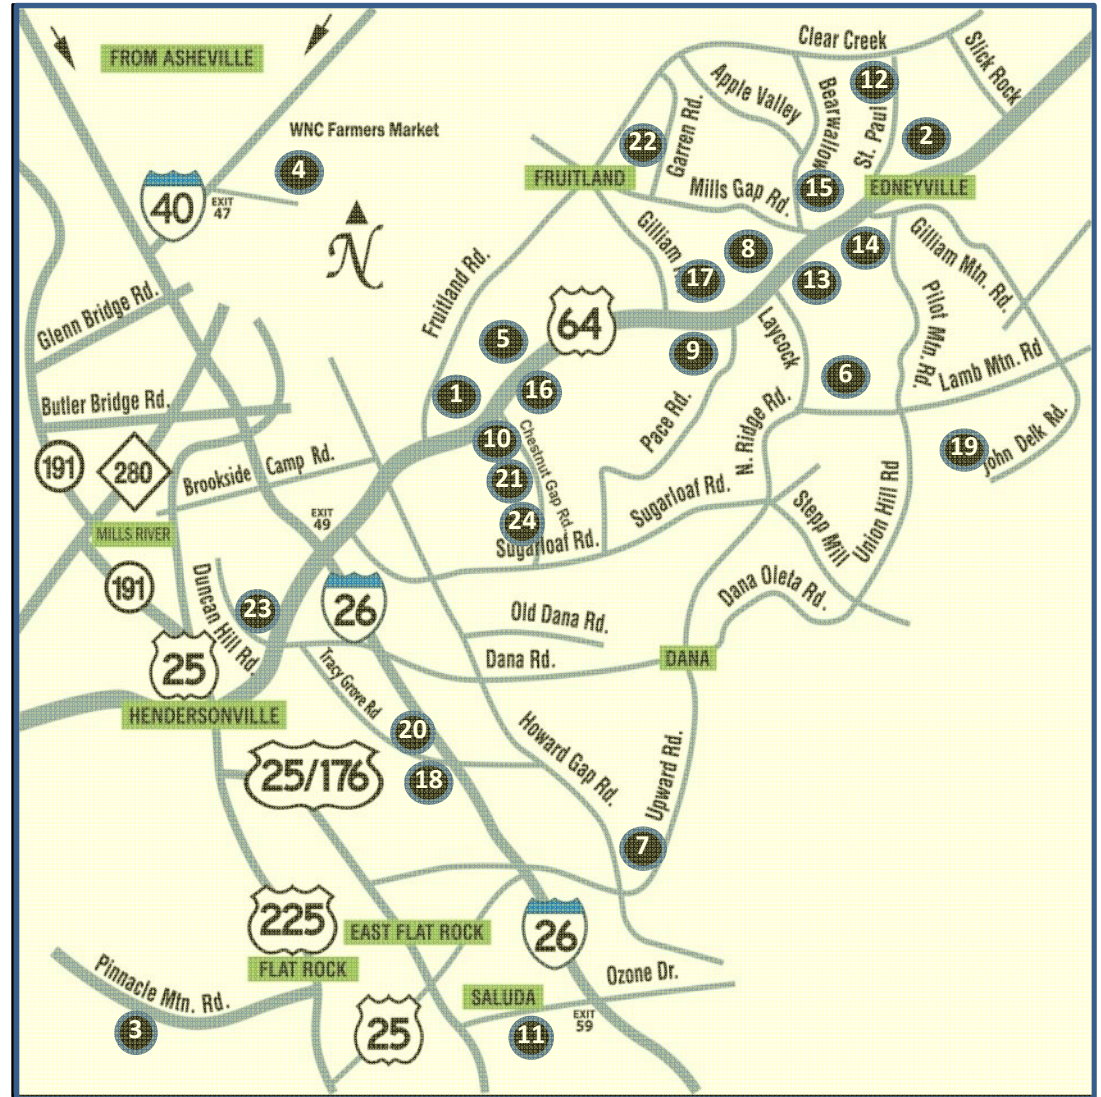 FROM ASHEVILLE
WNC Farmers Market
4
40
EXIT
47
N
Clear Creek
Slick Rock
Apple Valley
Bearwallow
12
St. Paul
2
22
Garren Rd.
FRUITLAND
Mills Gap Rd.
15
EDNEYVILLE
Gilliam
8
17
14
13
Gilliam Mtn. Rd.
Fruitland Rd.
Glenn Bridge Rd.
64
5
9
Laycock
Pilot Mtn. Rd.
6
Lamb Mtn. Rd
1
16
Butler Bridge Rd.
Pace Rd.
N. Ridge Rd.
10
Chestnut Gap Rd.
19
John Delk Rd.
191
280
Brookside Camp Rd.
21
Sugarloaf Rd.
Stepp Mill
Union Hill Rd
EXIT
49
24
Sugarloaf Rd.
MILLS RIVER
191
Duncan Hill Rd.
23
26
Old Dana Rd.
Dana Oleta Rd.
25
Dana Rd.
DANA
Tracy Grove Rd
HENDERSONVILLE
20
25/176
18
Howard Gap Rd.
Upward Rd.
7
225
EAST FLAT ROCK
26
FLAT ROCK
Pinnacle Mtn. Rd.
Ozone Dr.
SALUDA
3
25
11
EXIT
59